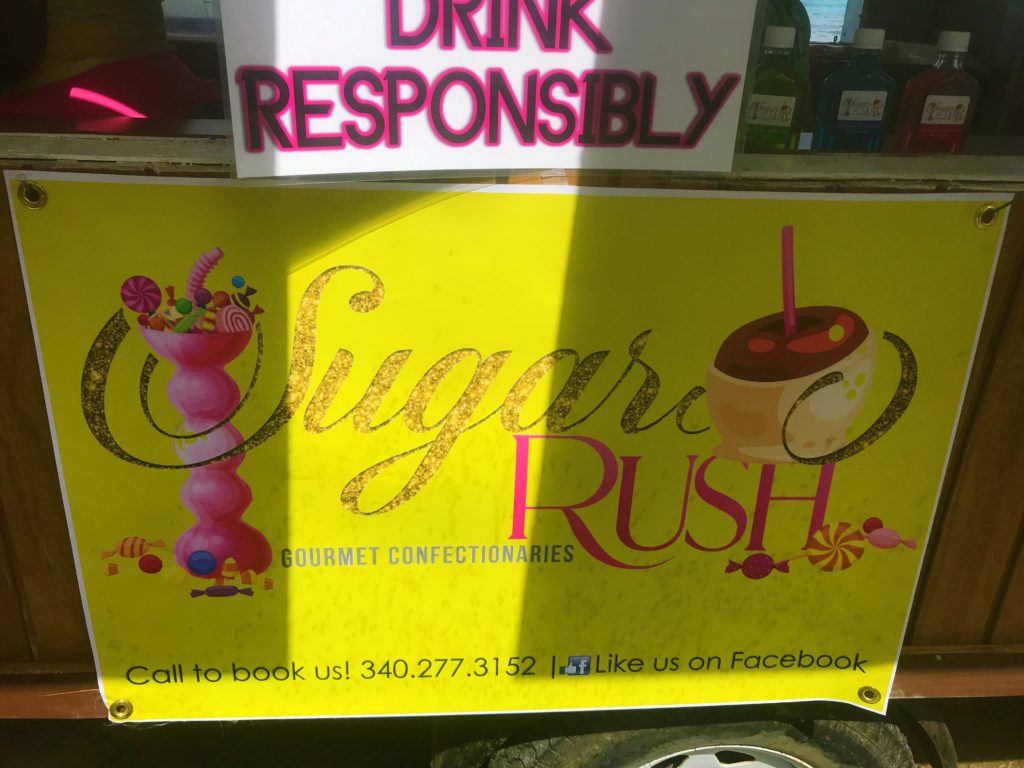 DRINK
RESPONSIBLY
Sugar
RUSH
GOURMET CONFECTIONARIES
Call to book us! 340.277.3152 | Like us on Facebook